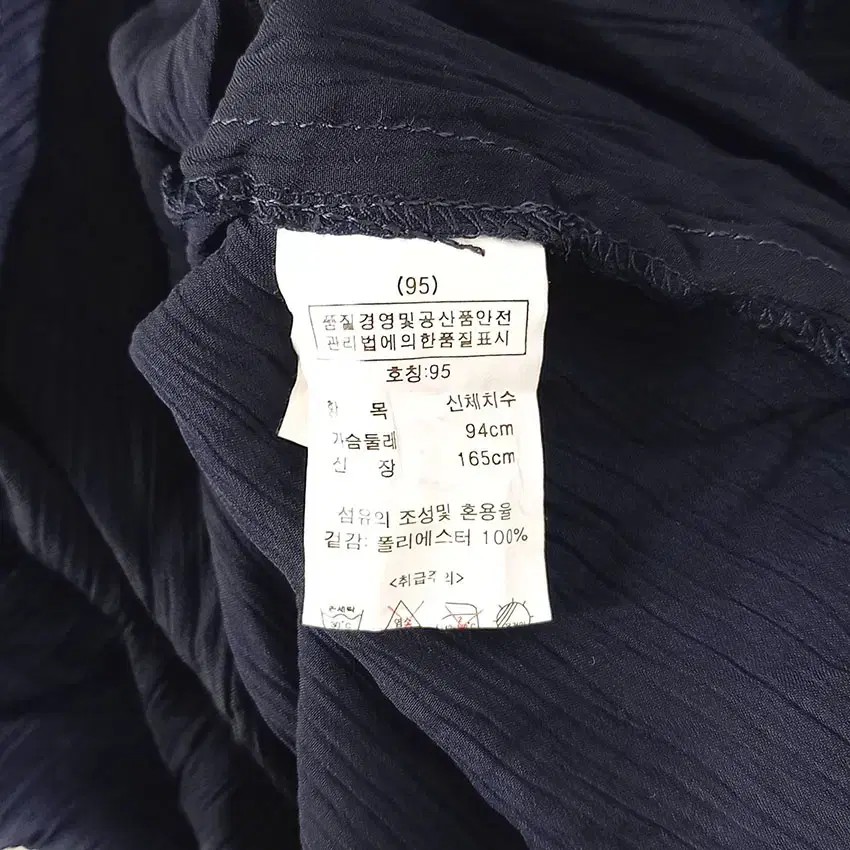 (95)
품질경영및공산품안전
관리법에의한품질표시
호칭:95
항 목 신체치수
가슴둘레 94cm
신 장 165cm
섬유의 조성및 혼용율
겉감: 폴리에스터 100%
<취급주의>
30°C 염소